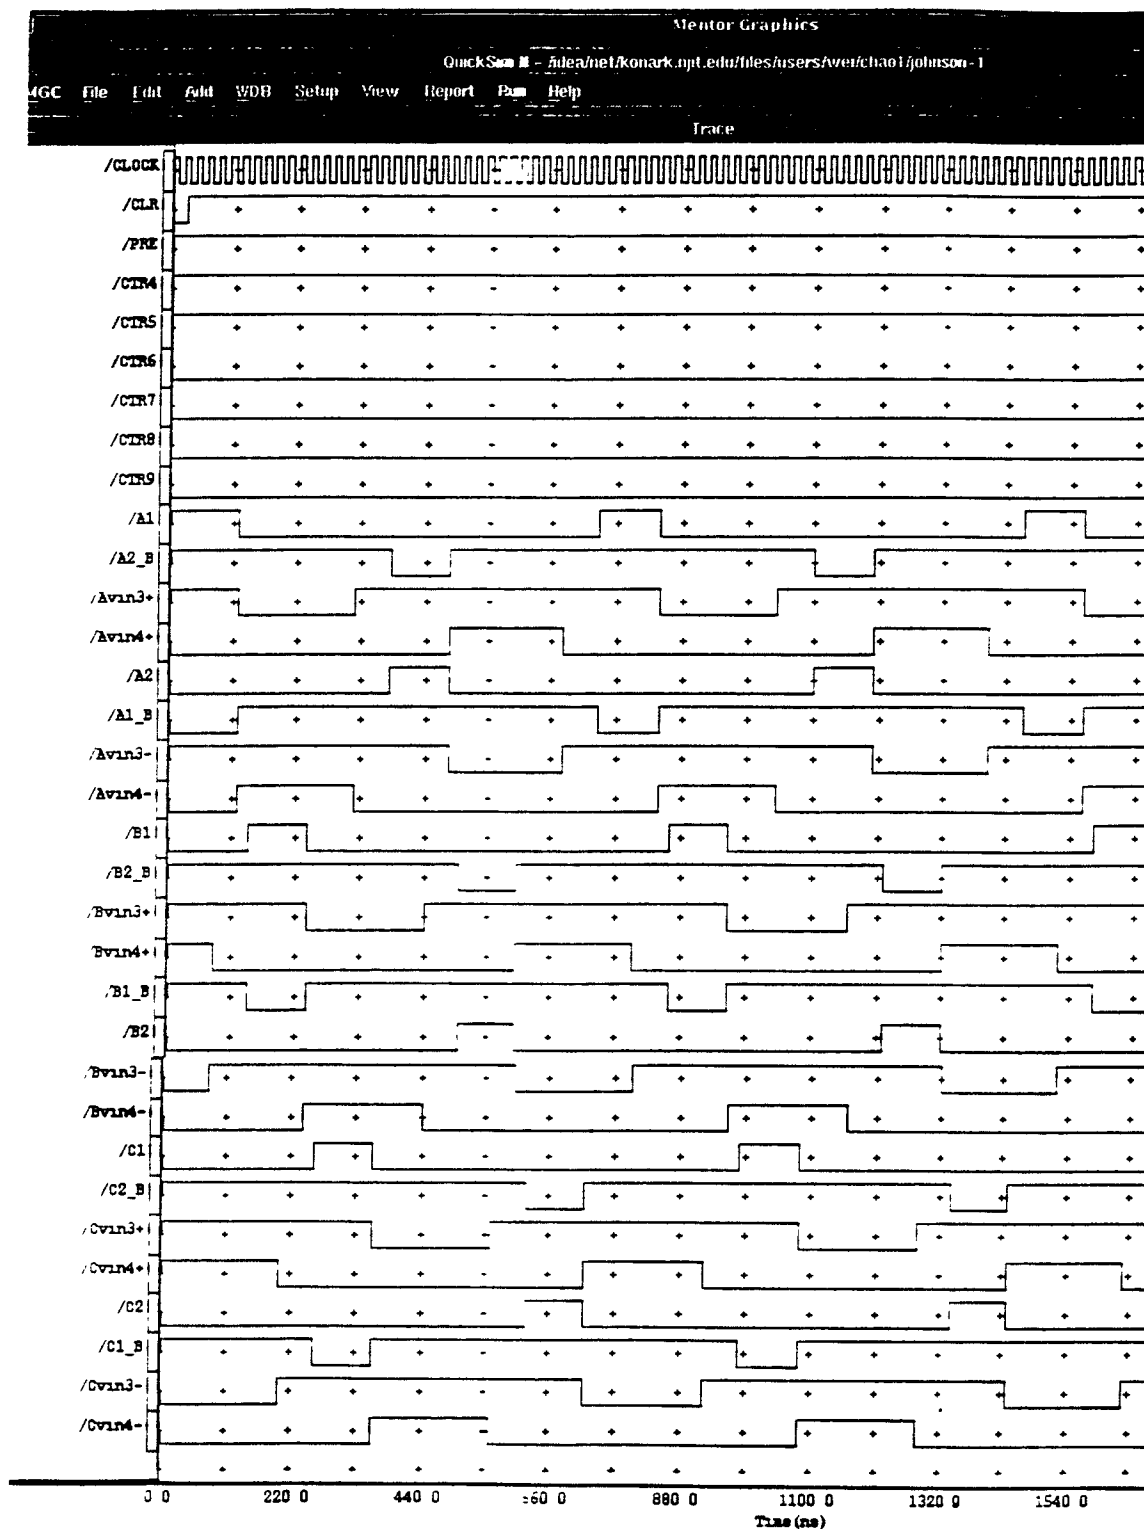 Mentor Graphics
QuickSim II - /idea/net/konark.njit.edu/files/users/wei/chao1/johnson-1
MGC File Edit Add WDB Setup View Report Run Help
Trace
/CLOCK
/CLR
/PRE
/CTR4
/CTR5
/CTR6
/CTR7
/CTR8
/CTR9
/A1
/A2_B
/Avin3+
/Avin4+
/A2
/A1_B
/Avin3-
/Avin4-
/B1
/B2_B
/Bvin3+
Bvin4+
/B1_B
/B2
/Bvin3-
/Bvin4-
/C1
/C2_B
/Cvin3+
/Cvin4+
/C2
/C1_B
/Cvin3-
/Cvin4-
0 0 220 0 440 0 660 0 880 0 1100 0 1320 0 1540 0
Time(ns)